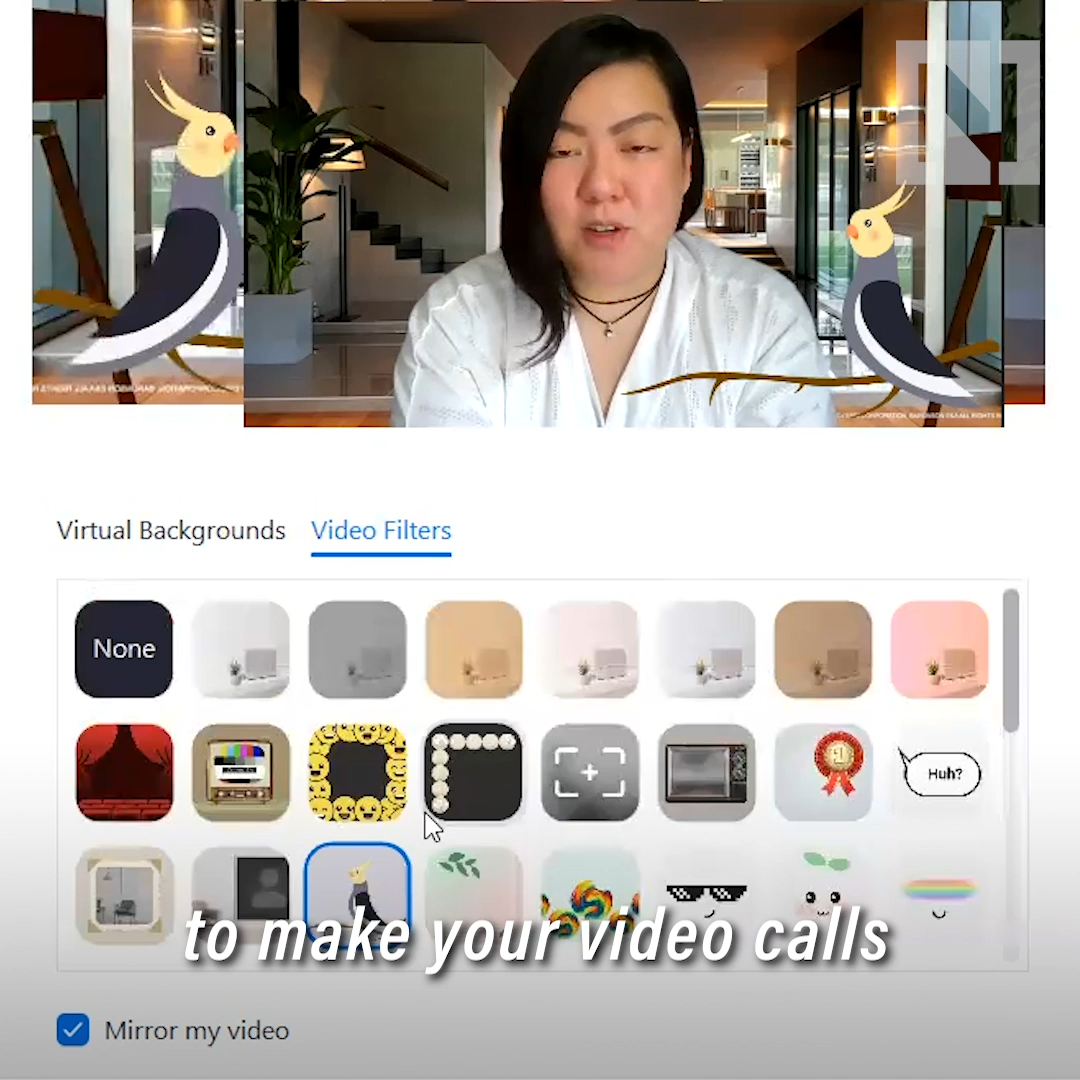 Virtual Backgrounds Video Filters
None
Huh?
to make your video calls
Mirror my video